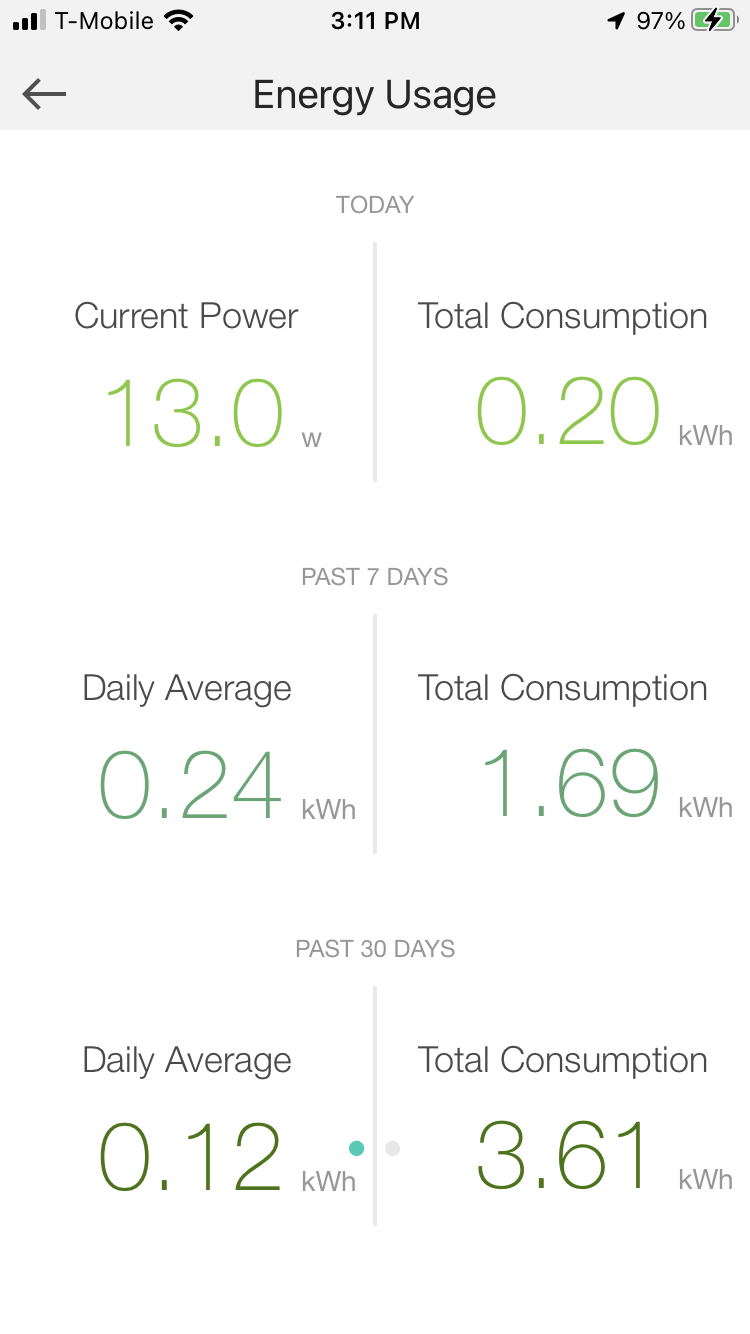 T-Mobile 3:11 PM 97%
Energy Usage
TODAY
Current Power Total Consumption
13.0 w 0.20 kWh
PAST 7 DAYS
Daily Average Total Consumption
0.24 kWh 1.69 kWh
PAST 30 DAYS
Daily Average Total Consumption
0.12 kWh 3.61 kWh